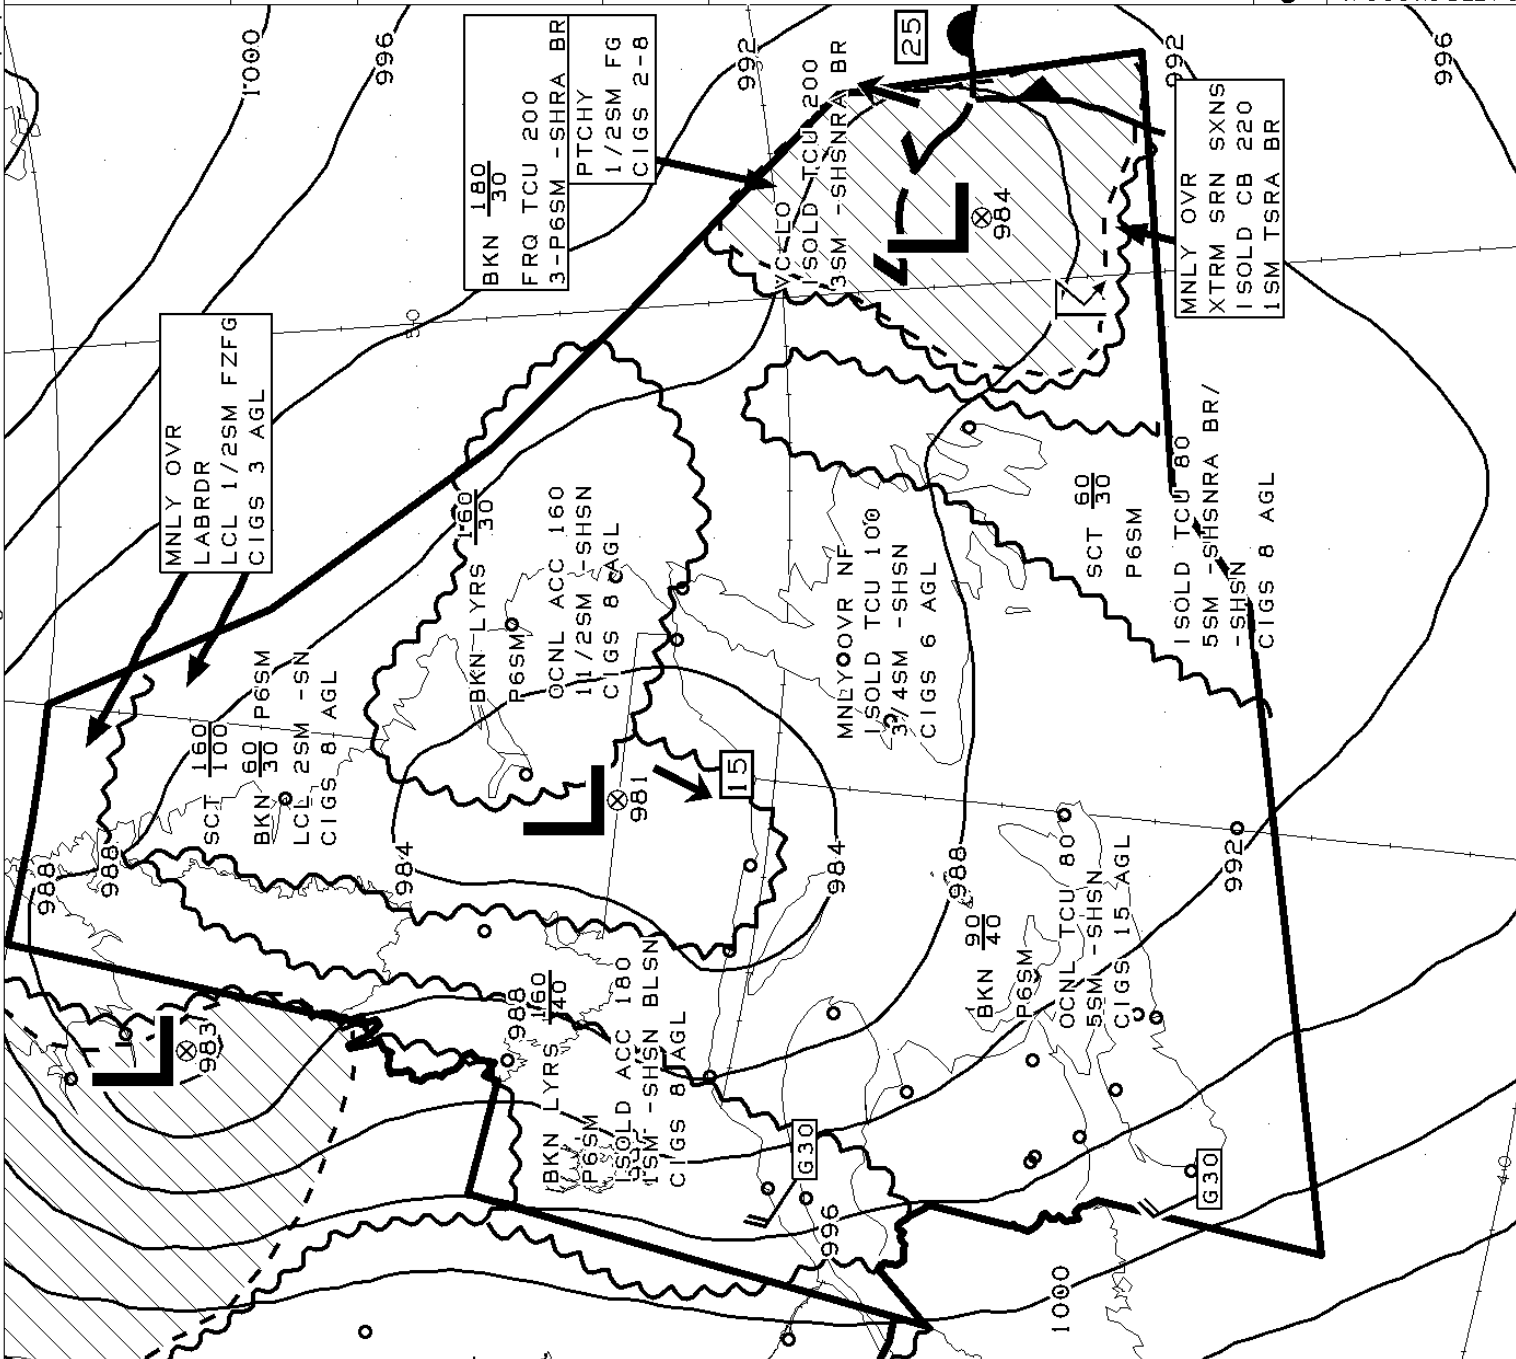 MNLY OVR
LABRDR
LCL 1/2SM FZFG
CIGS 3 AGL
BKN 180/30
FRQ TCU 200
3-P6SM -SHRA BR
PTCHY
1/2SM FG
CIGS 2-8
VC LO
ISOLD TCU 200
3SM -SHSNRA BR
MNLY OVR
XTRM SRN SXNS
ISOLD CB 220
1SM TSRA BR
SCT 160/100
BKN 60/30 P6SM
LCL 2SM -SN
CIGS 8 AGL
BKN LYRS 160/30
P6SM
OCNL ACC 160
11/2SM -SHSN
CIGS 8 AGL
MNLY OVR NF
ISOLD TCU 100
3/4SM -SHSN
CIGS 6 AGL
SCT 60/30
P6SM
ISOLD TCU 80
5SM -SHSNRA BR/
-SHSN
CIGS 8 AGL
BKN LYRS 160/40
P6SM
ISOLD ACC 180
1SM -SHSN BLSN
CIGS 8 AGL
BKN 90/40
P6SM
OCNL TCU 80
5SM -SHSN
CIGS 15 AGL
L
981
L
983
L
984
15
25
G30
G30
1000
996
992
992
996
988
988
984
984
988
988
992
996
1000
50
40